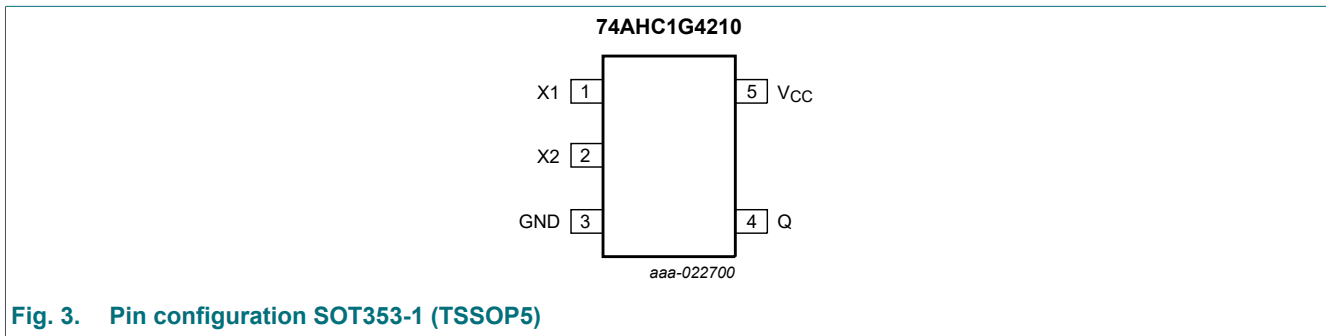 74AHC1G4210
X1 1 5 VCC
X2 2
GND 3 4 Q
aaa-022700
Fig. 3. Pin configuration SOT353-1 (TSSOP5)